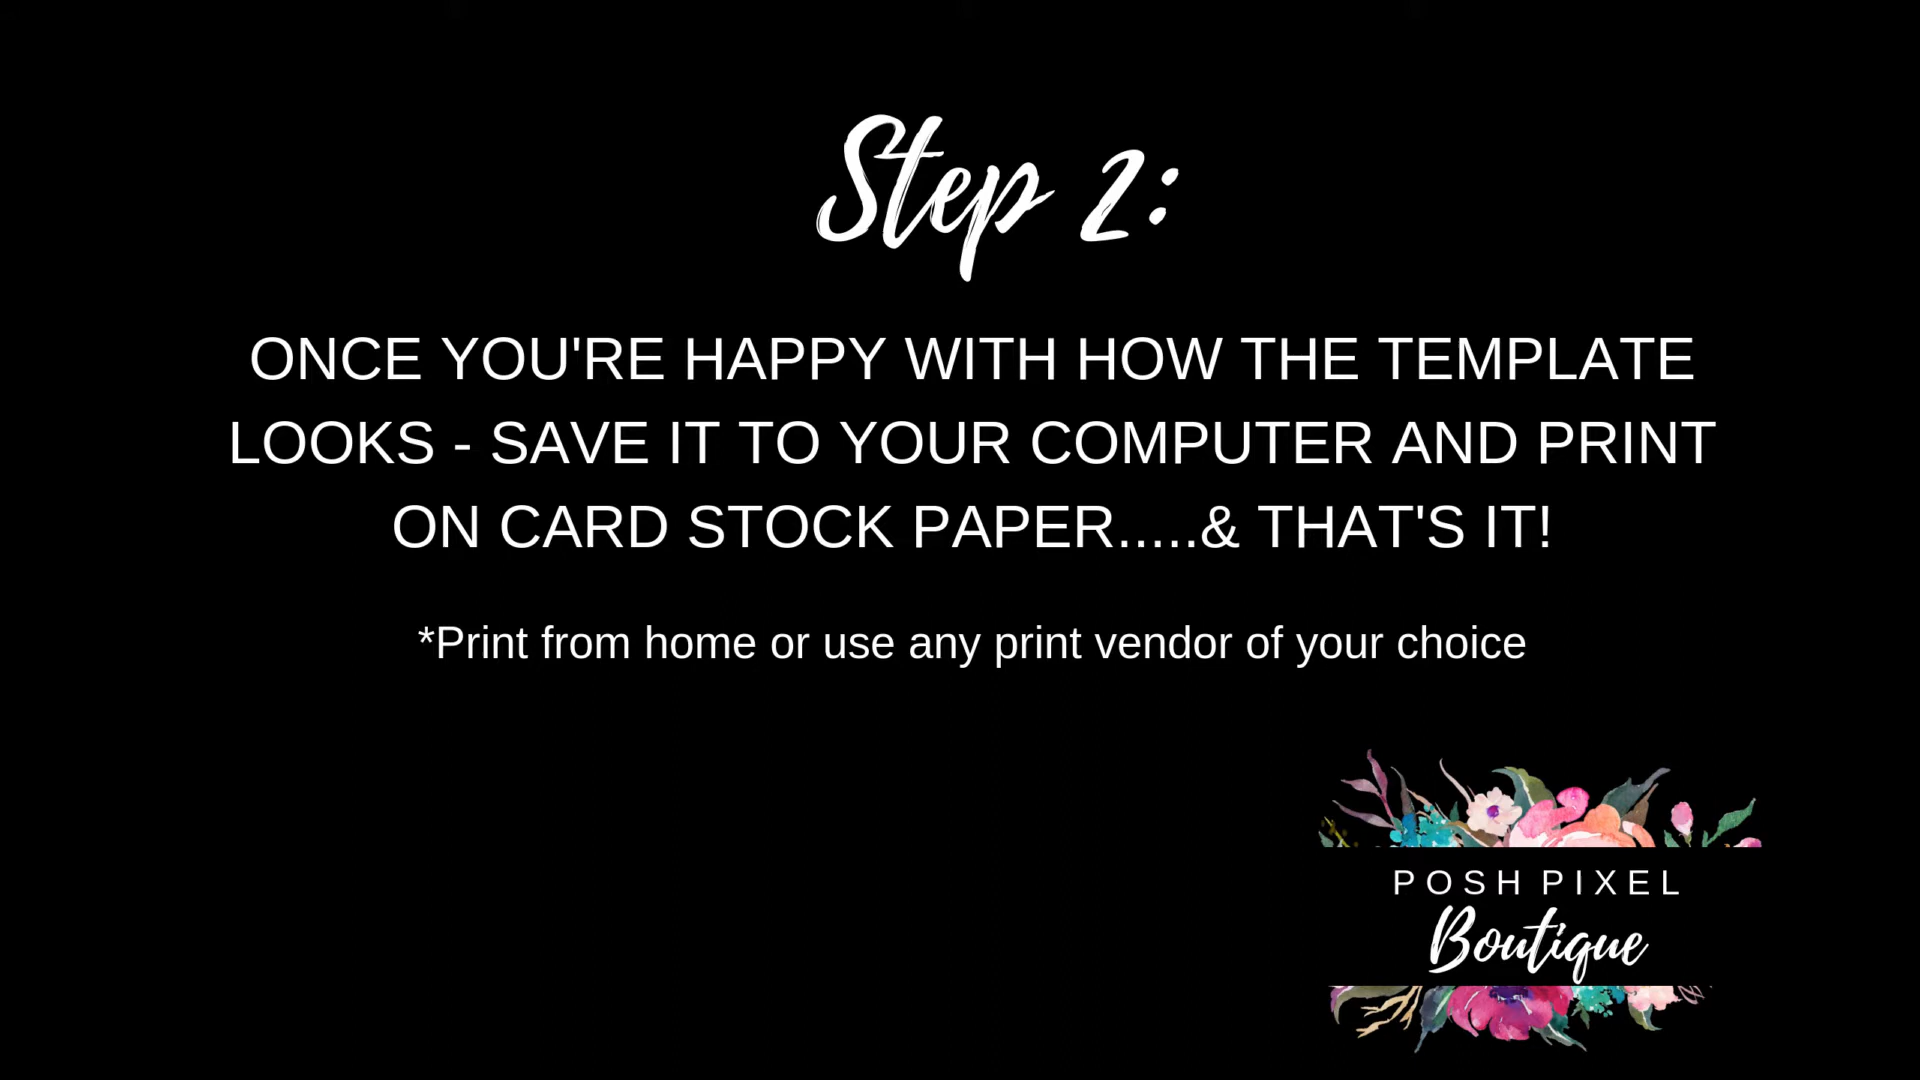 Step 2:
ONCE YOU'RE HAPPY WITH HOW THE TEMPLATE
LOOKS - SAVE IT TO YOUR COMPUTER AND PRINT
ON CARD STOCK PAPER.....& THAT'S IT!
*Print from home or use any print vendor of your choice
POSH PIXEL
Boutique